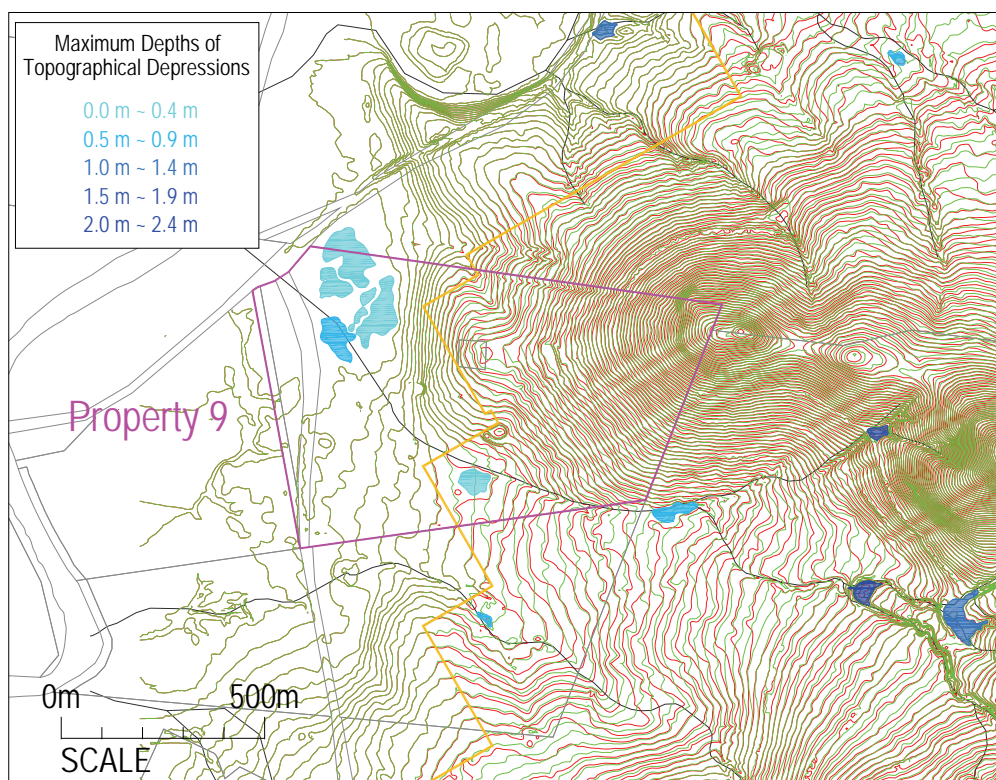 Maximum Depths of
Topographical Depressions
0.0 m ~ 0.4 m
0.5 m ~ 0.9 m
1.0 m ~ 1.4 m
1.5 m ~ 1.9 m
2.0 m ~ 2.4 m
Property 9
0m 500m
SCALE